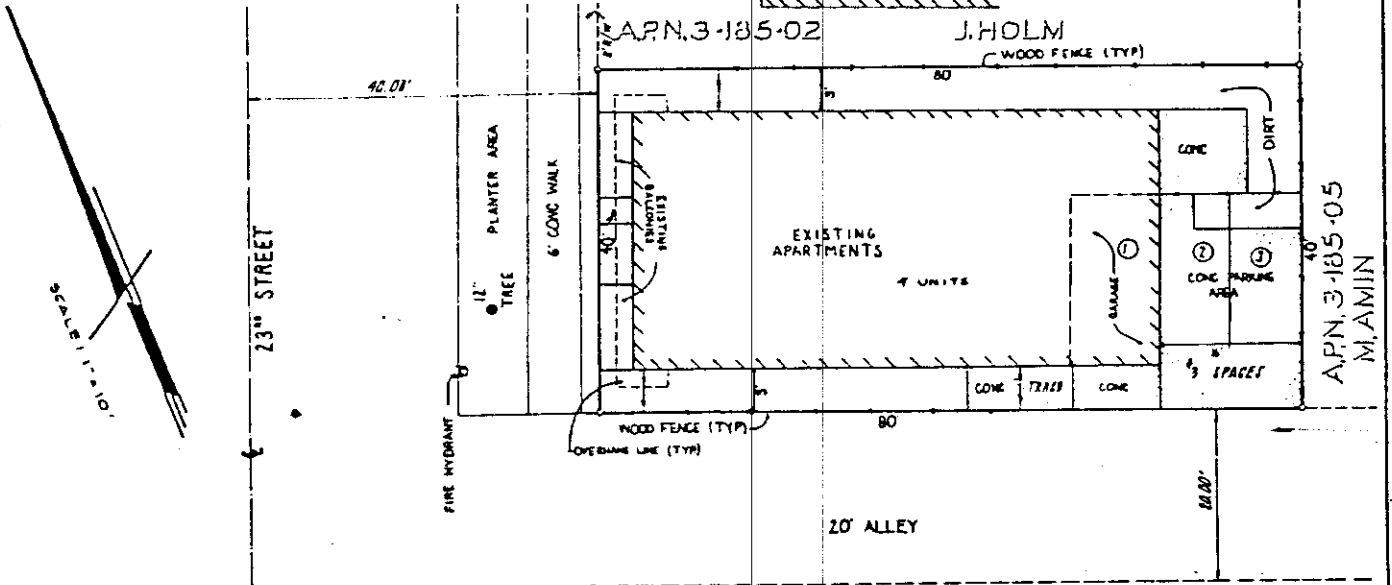 A.P.N. 3-185-02
J. HOLM
WOOD FENCE (TYP)
80'
40.08'
5'
PLANTER AREA
6' CONC WALK
12"
TREE
EXISTING
BALCONIES
40'
23RD STREET
SCALE: 1"=10'
EXISTING
APARTMENTS
4 UNITS
GARAGE
1
CONC
DIRT
2
3
CONC PARKING
AREA
3 SPACES
40'
A.P.N. 3-185-05
M. AMIN
5'
CONC
TRASH
CONC
WOOD FENCE (TYP)
80'
OVERHANG LINE (TYP)
FIRE HYDRANT
20' ALLEY
20.00'